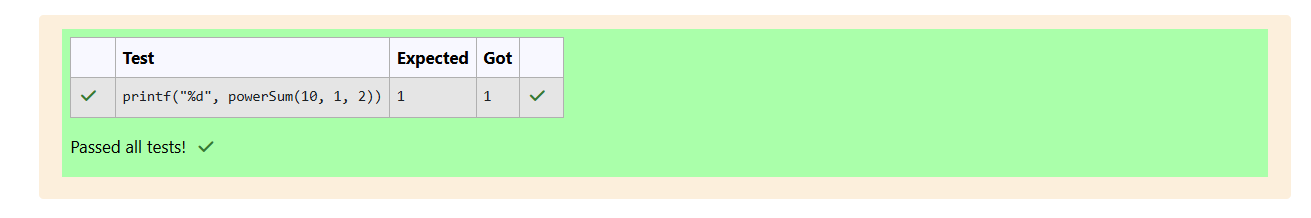 Test Expected Got
printf("%d", powerSum(10, 1, 2)) 1 1
Passed all tests!